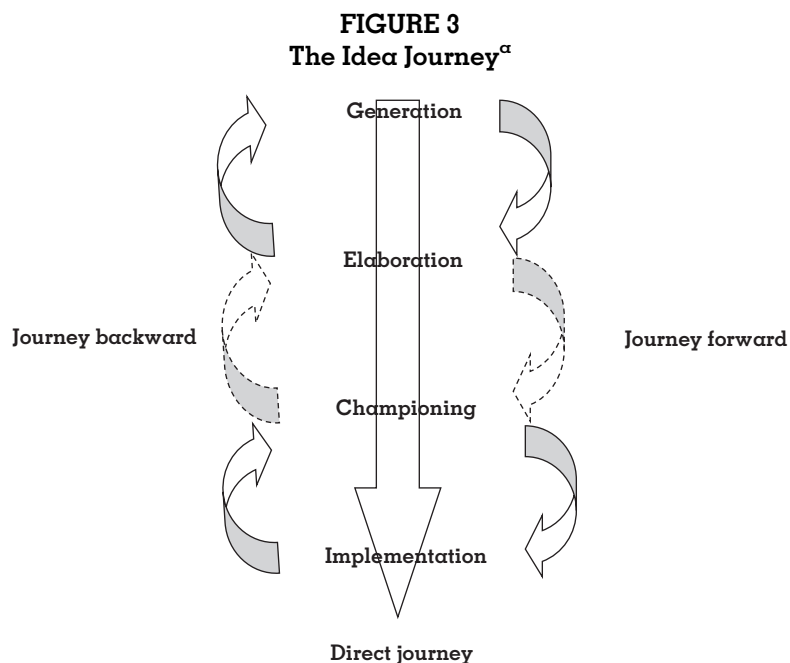 FIGURE 3
The Idea Journeyᵃ
Generation
Elaboration
Journey backward
Journey forward
Championing
Implementation
Direct journey